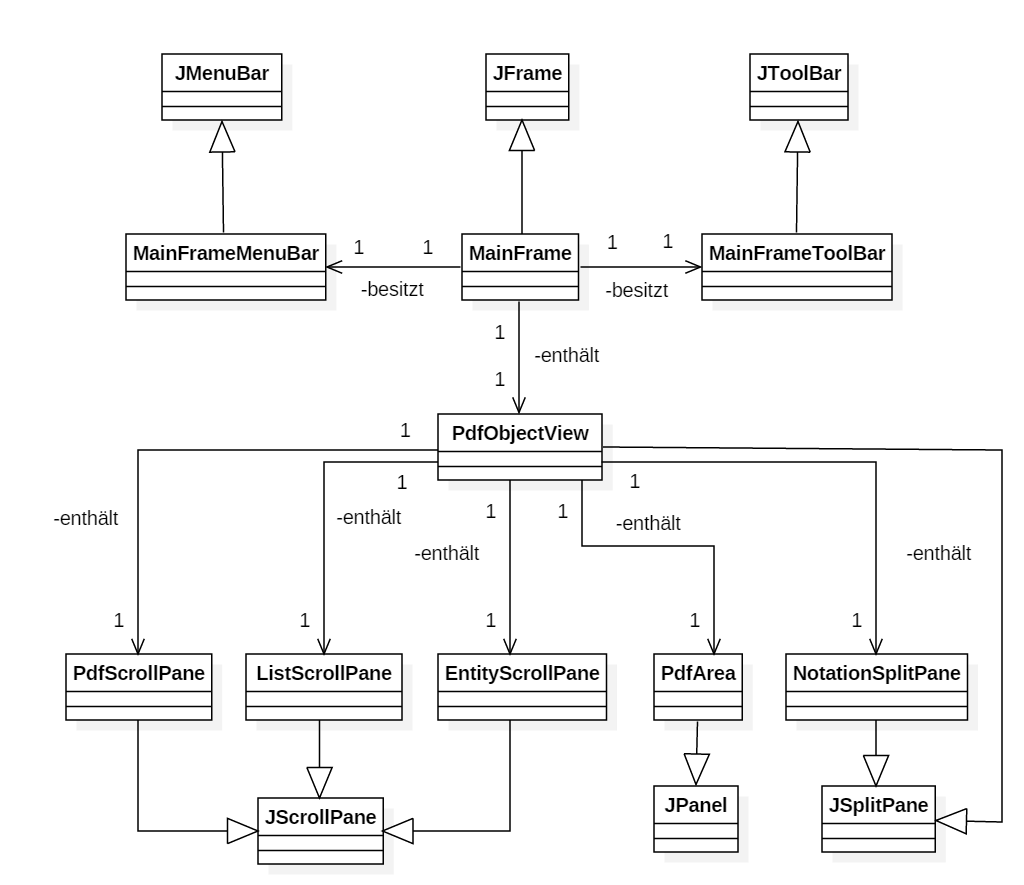 JMenuBar
JFrame
JToolBar
MainFrameMenuBar
1
1
MainFrame
1
1
MainFrameToolBar
-besitzt
-besitzt
1
-enthält
1
PdfObjectView
1
1
1
1
1
-enthält
-enthält
-enthält
-enthält
-enthält
1
1
1
1
1
PdfScrollPane
ListScrollPane
EntityScrollPane
PdfArea
NotationSplitPane
JScrollPane
JPanel
JSplitPane